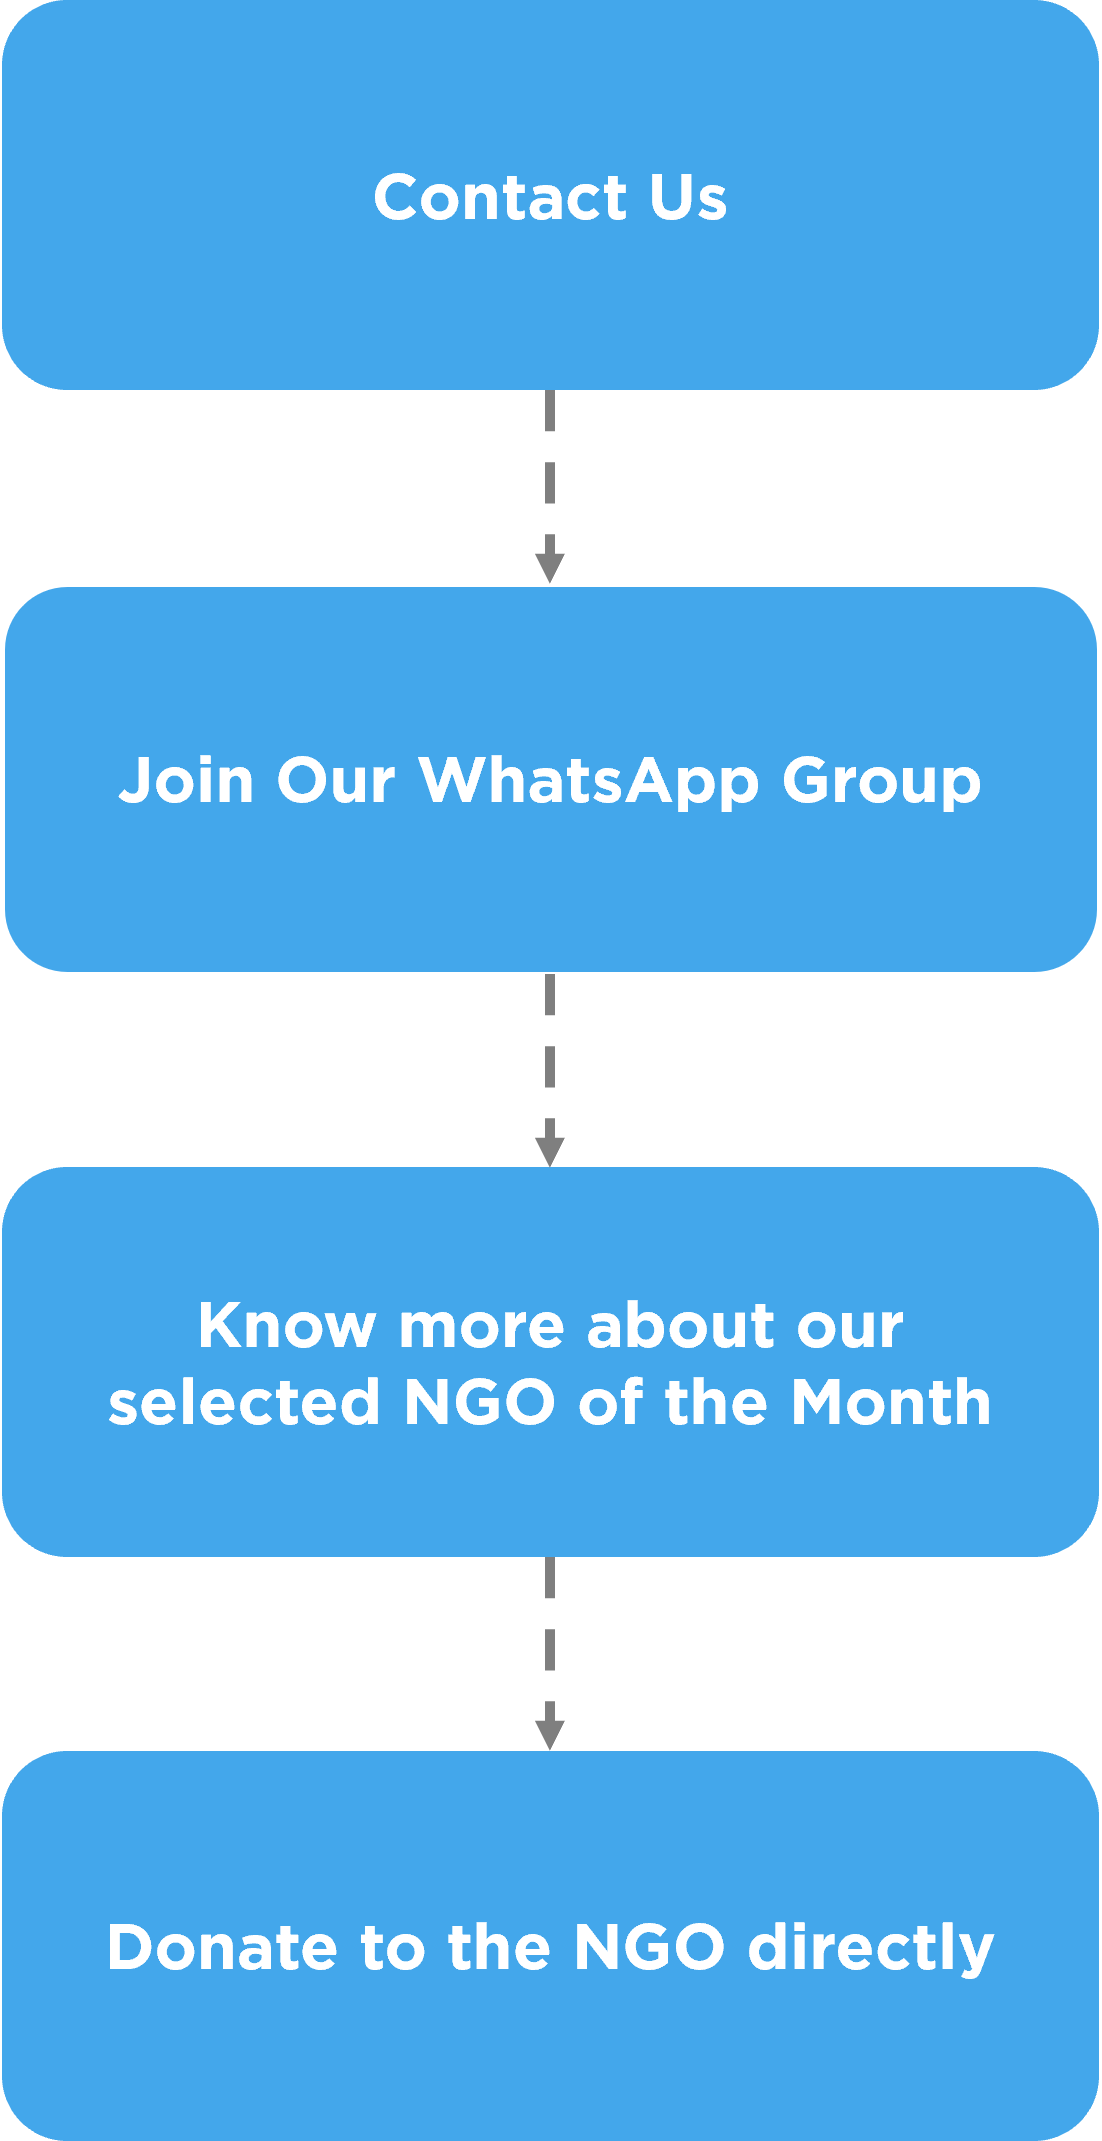 Contact Us
Join Our WhatsApp Group
Know more about our
selected NGO of the Month
Donate to the NGO directly